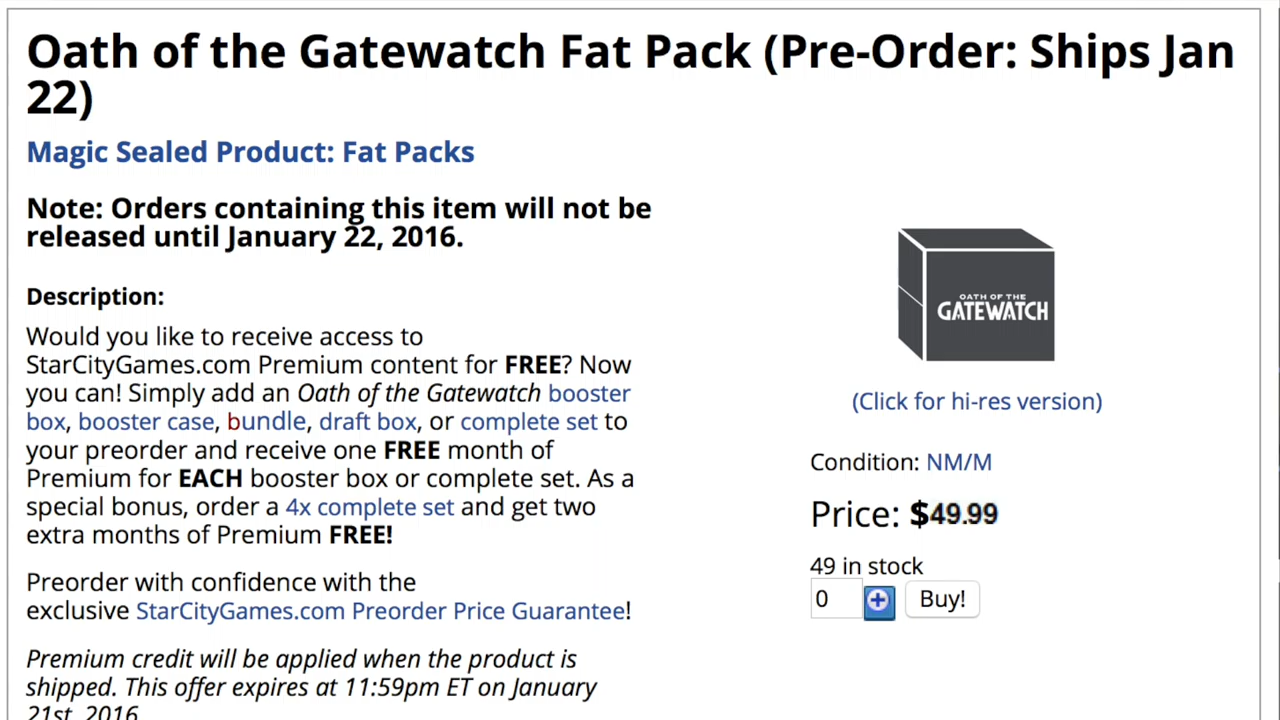 Oath of the Gatewatch Fat Pack (Pre-Order: Ships Jan
22)
Magic Sealed Product: Fat Packs
Note: Orders containing this item will not be
released until January 22, 2016.
Description:
Would you like to receive access to
StarCityGames.com Premium content for FREE? Now
you can! Simply add an Oath of the Gatewatch booster
box, booster case, bundle, draft box, or complete set to
your preorder and receive one FREE month of
Premium for EACH booster box or complete set. As a
special bonus, order a 4x complete set and get two
extra months of Premium FREE!
Preorder with confidence with the
exclusive StarCityGames.com Preorder Price Guarantee!
Premium credit will be applied when the product is
shipped. This offer expires at 11:59pm ET on January
21st, 2016
OATH OF THE
GATEWATCH
(Click for hi-res version)
Condition: NM/M
Price: $49.99
49 in stock
0 Buy!